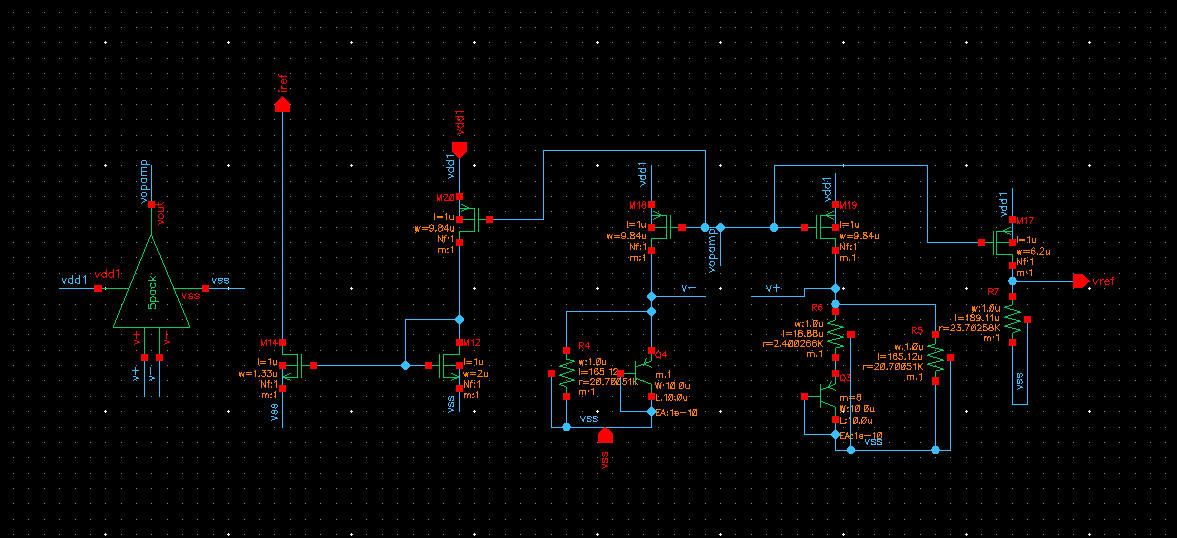 vopamp
vout
vdd1
vdd1
5pack
vss
vss
v+
v-
v+
v-
iref
M14
l=1u
w=1.33u
Nf:1
m:1
vss
vdd1
vdd1
M20
l=1u
w=9.84u
Nf:1
m:1
M12
l=1u
w=2u
Nf:1
m:1
vss
vdd1
M18
l=1u
w=9.84u
Nf:1
m:1
vopamp
v-
R4
w:1.0u
l=165.12u
r=20.70051K
m:1
Q4
m:1
W:10.0u
L:10.0u
EA:1e-10
vss
vss
vdd1
M19
l=1u
w=9.84u
Nf:1
m:1
v+
R6
w:1.0u
l=18.88u
r=2.400266K
m:1
R5
w:1.0u
l=165.12u
r=20.70051K
m:1
m=8
W:10.0u
L:10.0u
EA:1e-10
vss
vdd1
M17
l=1u
w=6.2u
Nf:1
m:1
vref
R7
w:1.0u
l=189.11u
r=23.70258K
m:1
vss